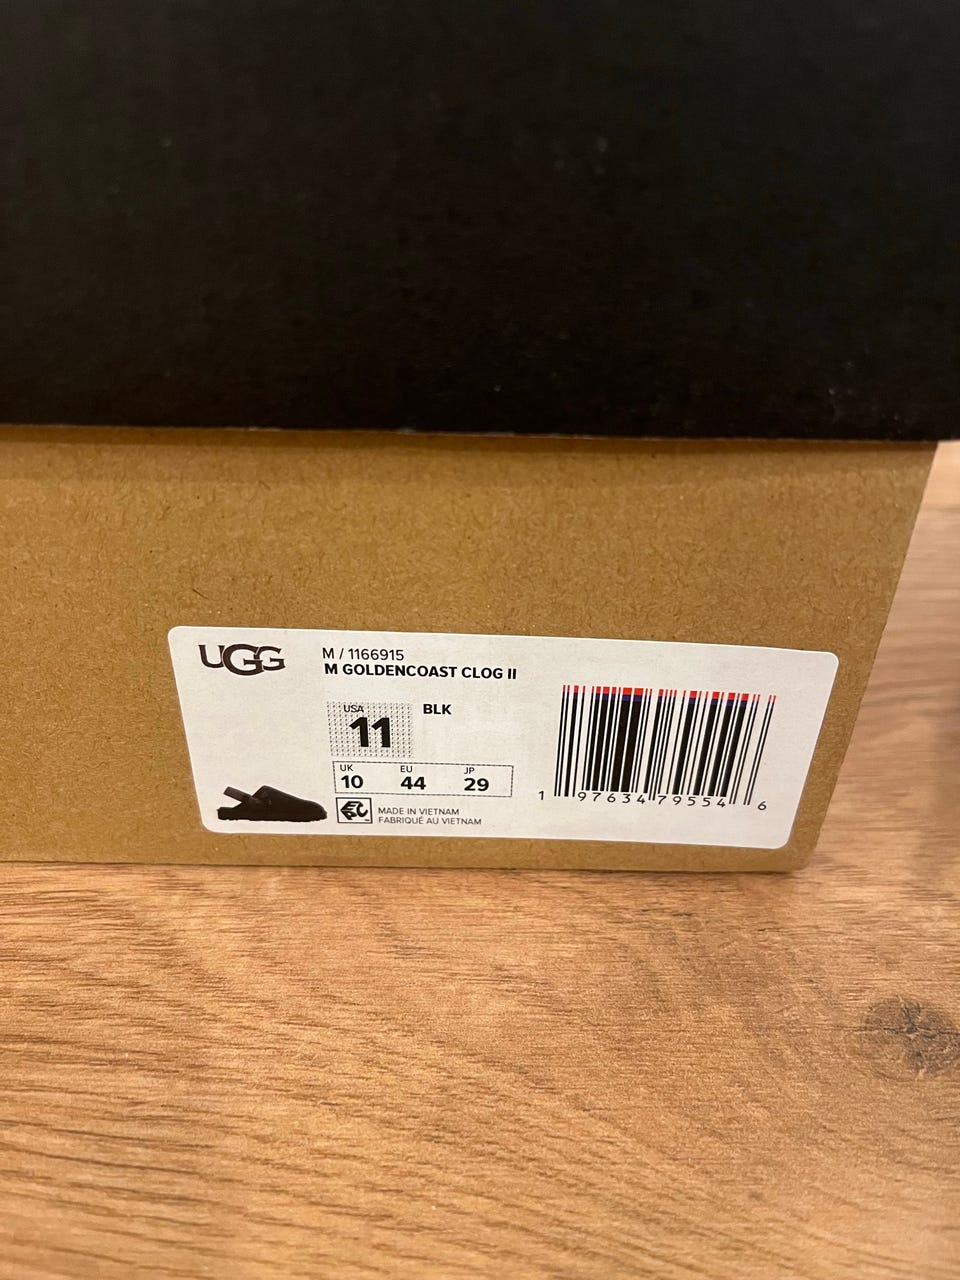 UGG
M / 1166915
M GOLDENCOAST CLOG II
USA
11
BLK
UK EU JP
10 44 29
MADE IN VIETNAM
FABRIQUÉ AU VIETNAM
1 97634 79554 6